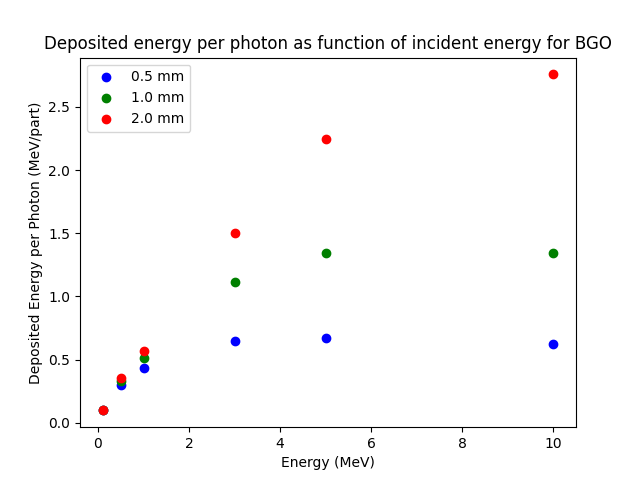 Deposited energy per photon as function of incident energy for BGO
0.5 mm
1.0 mm
2.0 mm
Deposited Energy per Photon (MeV/part)
2.5
2.0
1.5
1.0
0.5
0.0
0 2 4 6 8 10
Energy (MeV)